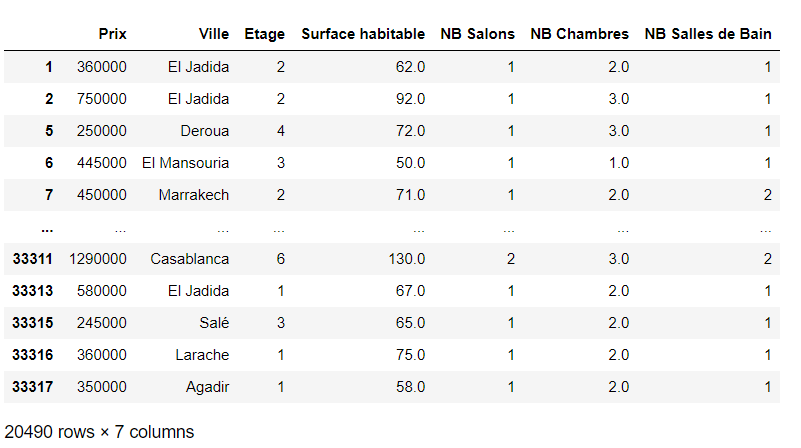 Prix Ville Etage Surface habitable NB Salons NB Chambres NB Salles de Bain
1 360000 El Jadida 2 62.0 1 2.0 1
2 750000 El Jadida 2 92.0 1 3.0 1
5 250000 Deroua 4 72.0 1 3.0 1
6 445000 El Mansouria 3 50.0 1 1.0 1
7 450000 Marrakech 2 71.0 1 2.0 2
... ... ... ... ... ... ... ...
33311 1290000 Casablanca 6 130.0 2 3.0 2
33313 580000 El Jadida 1 67.0 1 2.0 1
33315 245000 Salé 3 65.0 1 2.0 1
33316 360000 Larache 1 75.0 1 2.0 1
33317 350000 Agadir 1 58.0 1 2.0 1
20490 rows × 7 columns